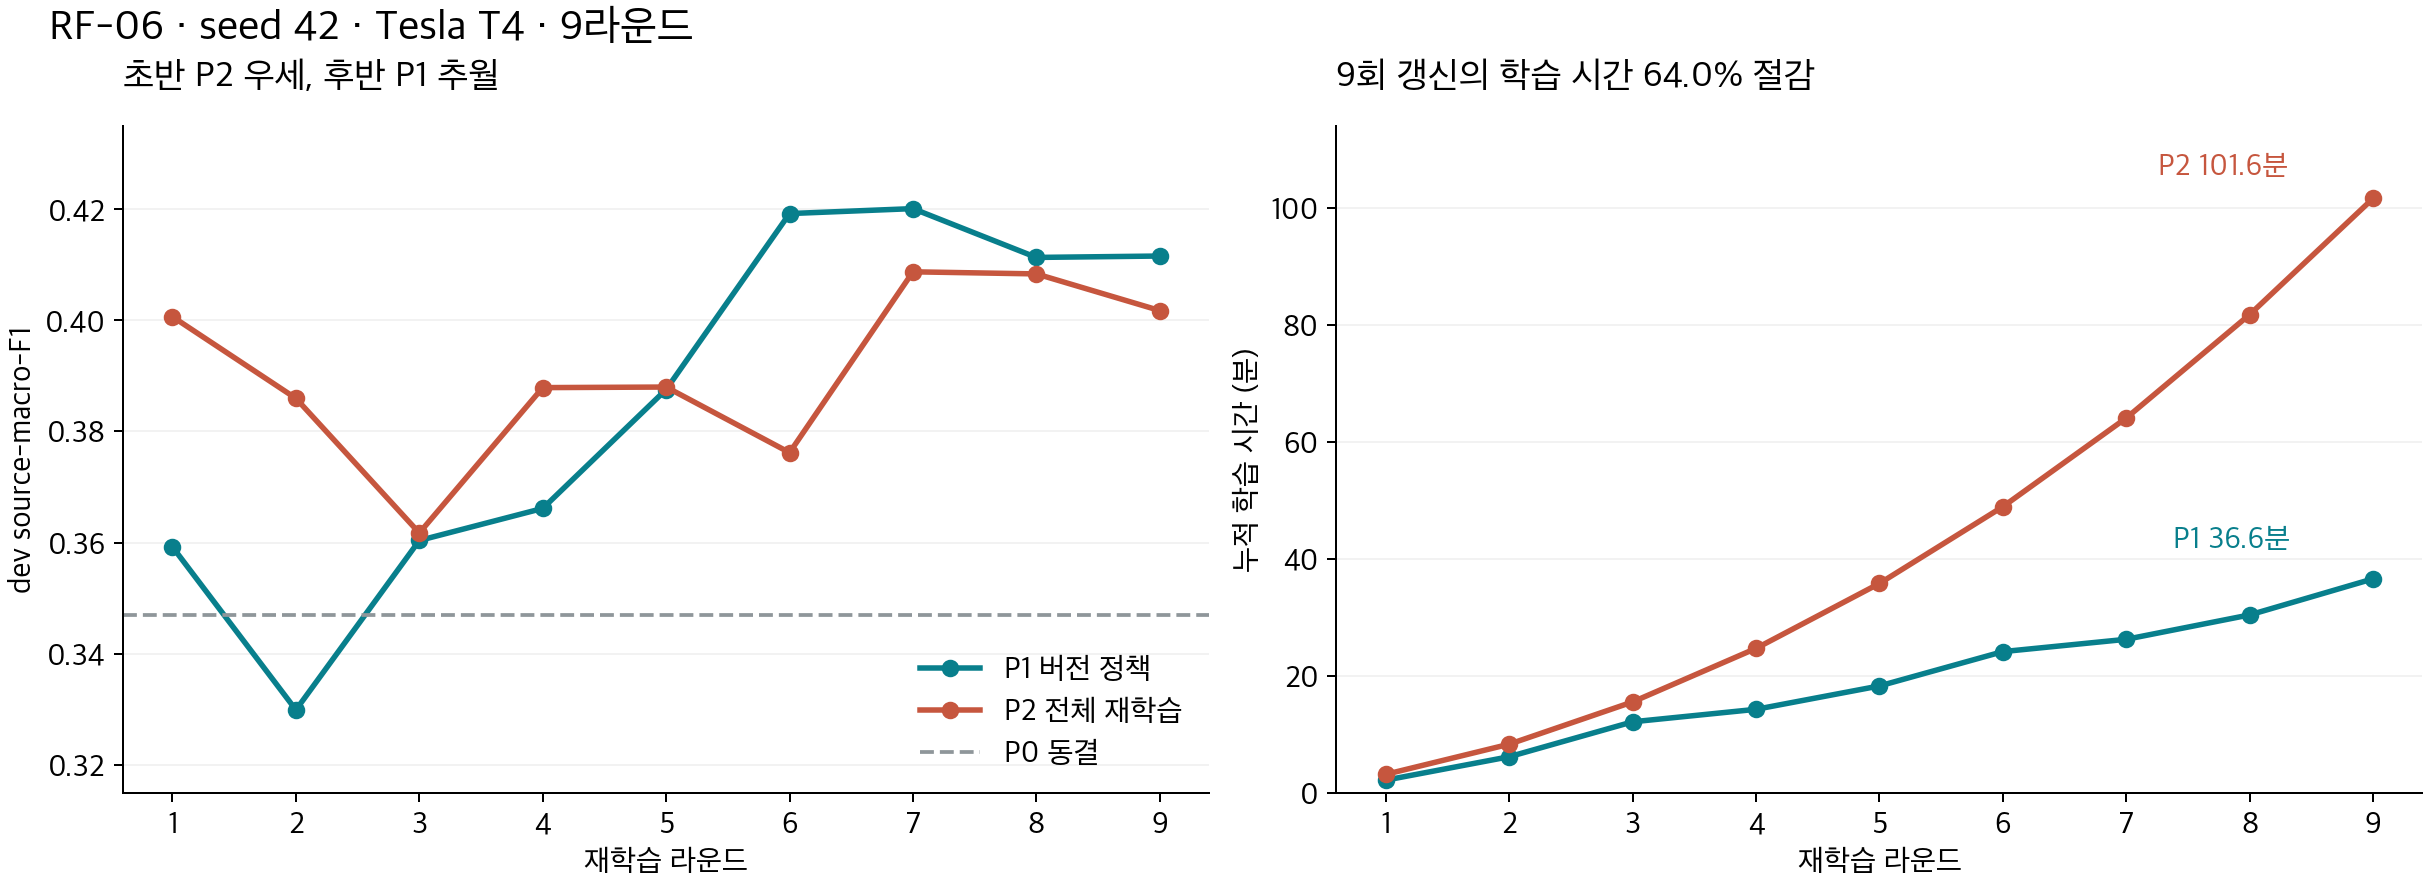 RF-06 · seed 42 · Tesla T4 · 9라운드
초반 P2 우세, 후반 P1 추월
dev source-macro-F1
0.42
0.40
0.38
0.36
0.34
0.32
P1 버전 정책
P2 전체 재학습
P0 동결
1 2 3 4 5 6 7 8 9
재학습 라운드
9회 갱신의 학습 시간 64.0% 절감
누적 학습 시간 (분)
100
80
60
40
20
0
P2 101.6분
P1 36.6분
1 2 3 4 5 6 7 8 9
재학습 라운드